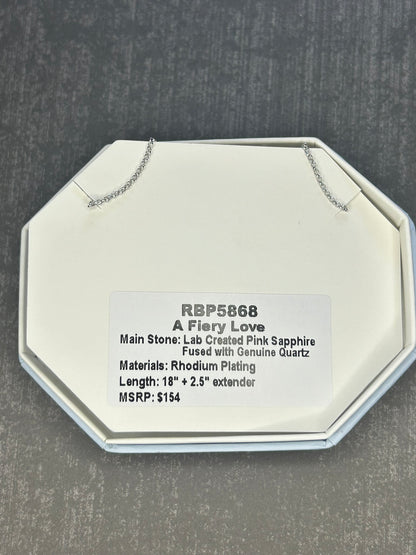 RBP5868
A Fiery Love
Main Stone: Lab Created Pink Sapphire
Fused with Genuine Quartz
Materials: Rhodium Plating
Length: 18" + 2.5" extender
MSRP: $154